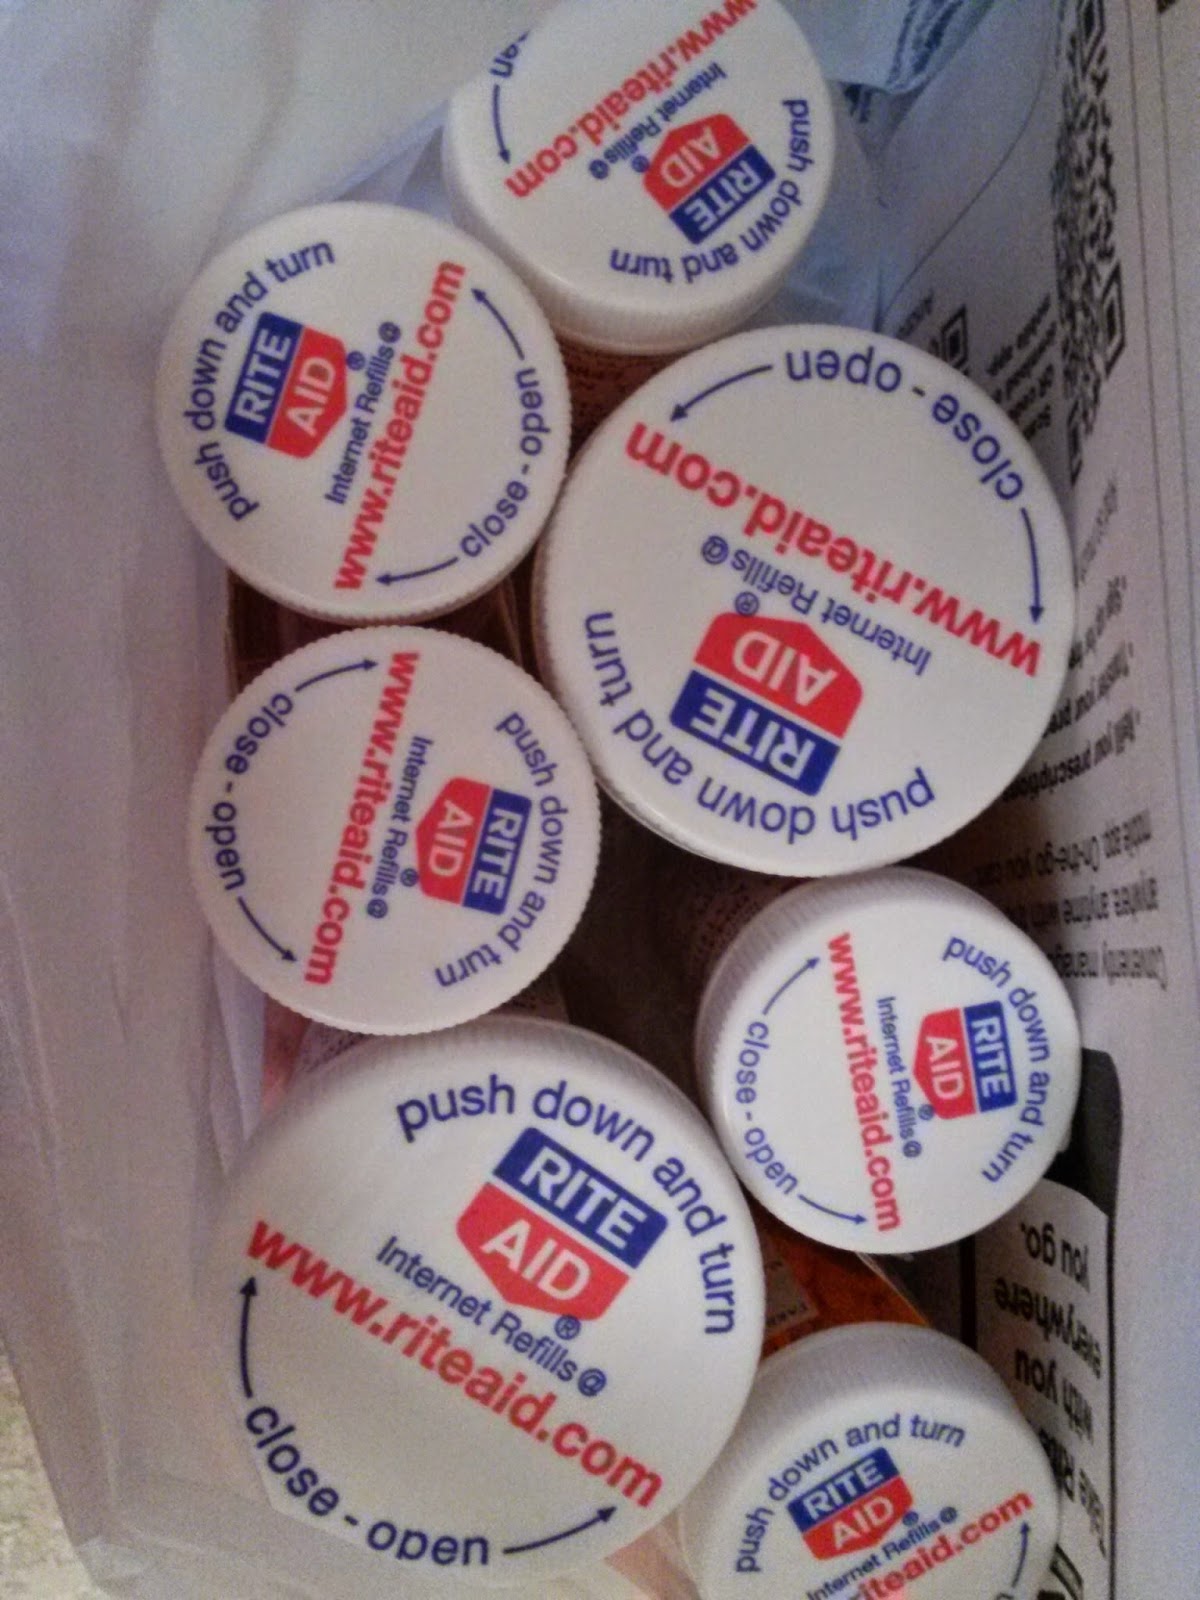 push down and turn
RITE
AID
Internet Refills@
www.riteaid.com
en
push down and turn
RITE
AID®
Internet Refills@
www.riteaid.com
close - open
push down and turn
RITE
AID®
Internet Refills@
www.riteaid.com
close - open
push down and turn
RITE
AID®
Internet Refills@
www.riteaid.com
close - open
push down and turn
RITE
AID®
Internet Refills@
www.riteaid.com
close - open
push down and turn
RITE
AID®
Internet Refills@
www.riteaid.com
close - open
push down and turn
RITE
AID®
Internet Refills@
riteaid.com
with you
everywhere
you go.